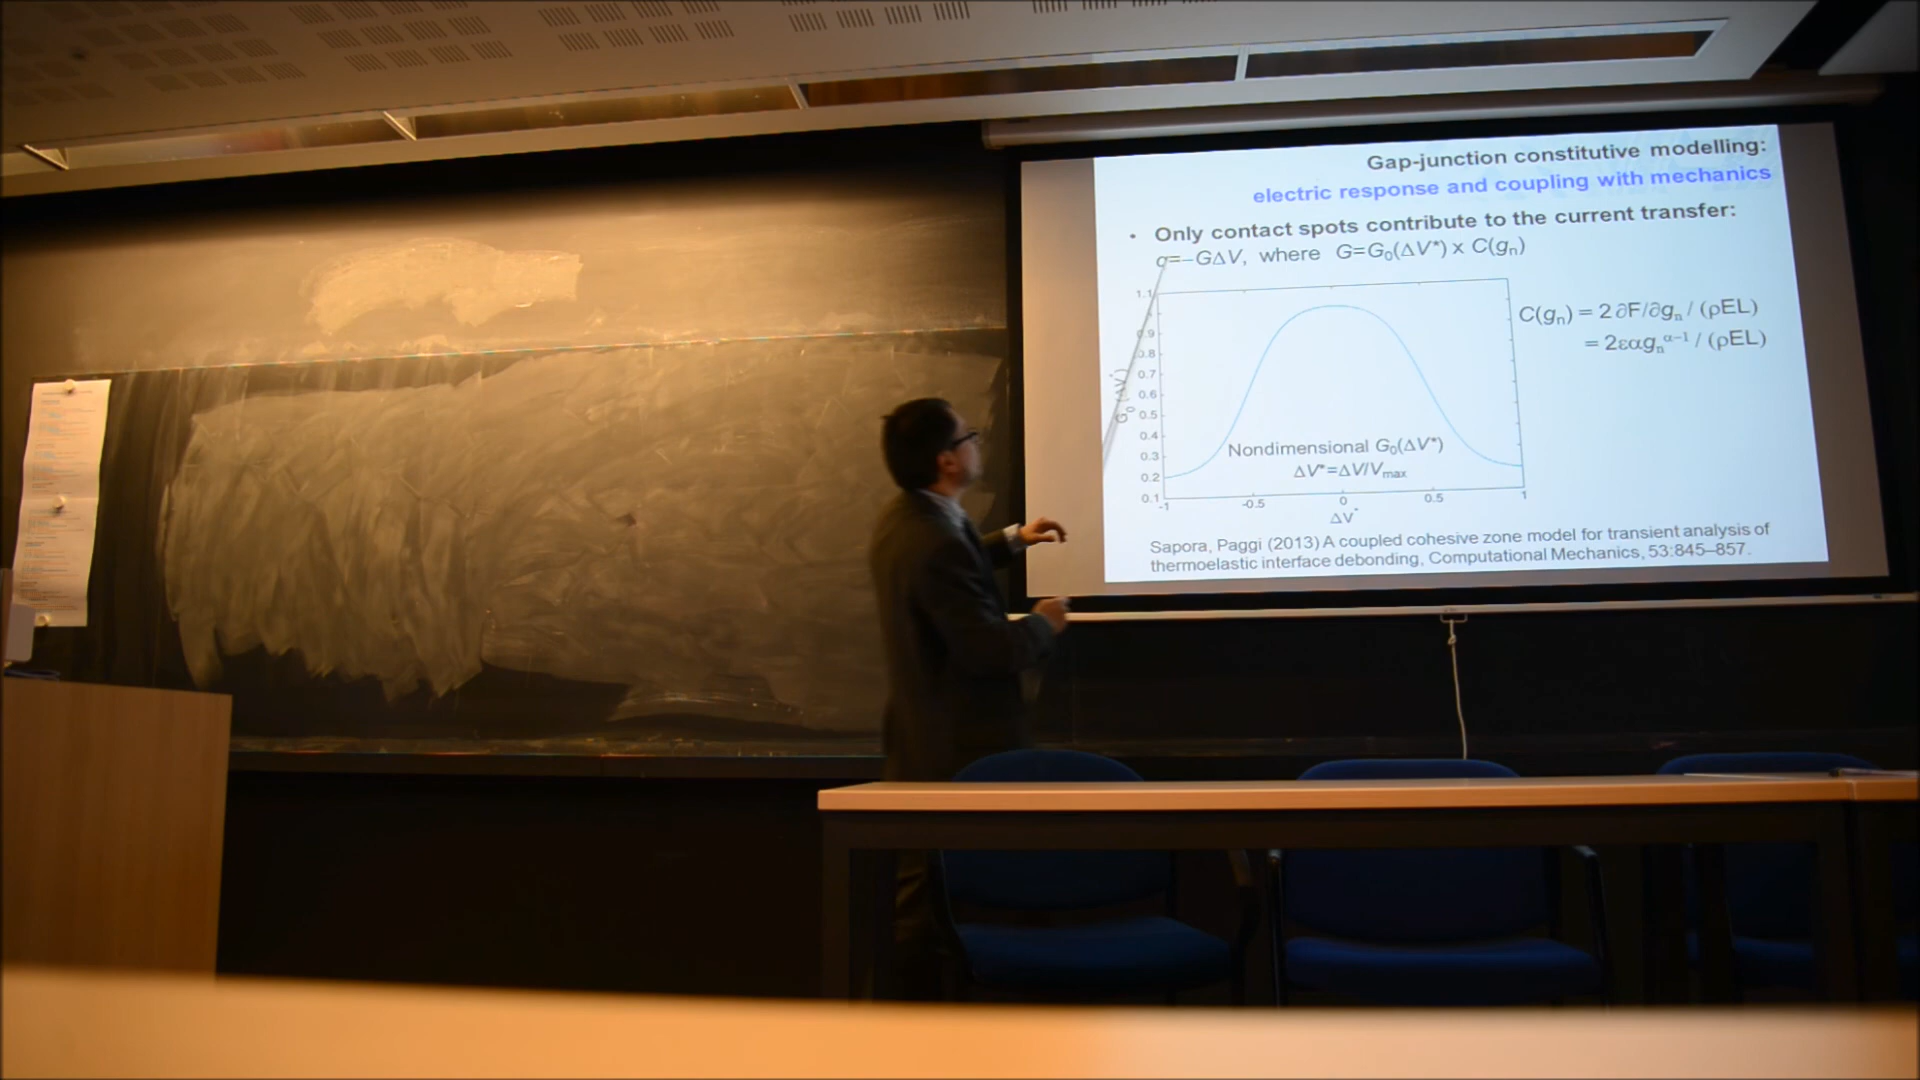 Gap-junction constitutive modelling:
electric response and coupling with mechanics
• Only contact spots contribute to the current transfer:
q=−GΔV, where G=G₀(ΔV*) x C(gₙ)
C(gₙ) = 2 ∂F/∂gₙ / (ρEL)
= 2εαgₙᵅ⁻¹ / (ρEL)
1.1
0.9
0.8
0.7
0.6
0.5
0.4
0.3
0.2
0.1
G₀(ΔV*)
Nondimensional G₀(ΔV*)
ΔV*=ΔV/Vmax
-1 -0.5 0 0.5 1
ΔV*
Sapora, Paggi (2013) A coupled cohesive zone model for transient analysis of
thermoelastic interface debonding, Computational Mechanics, 53:845–857.